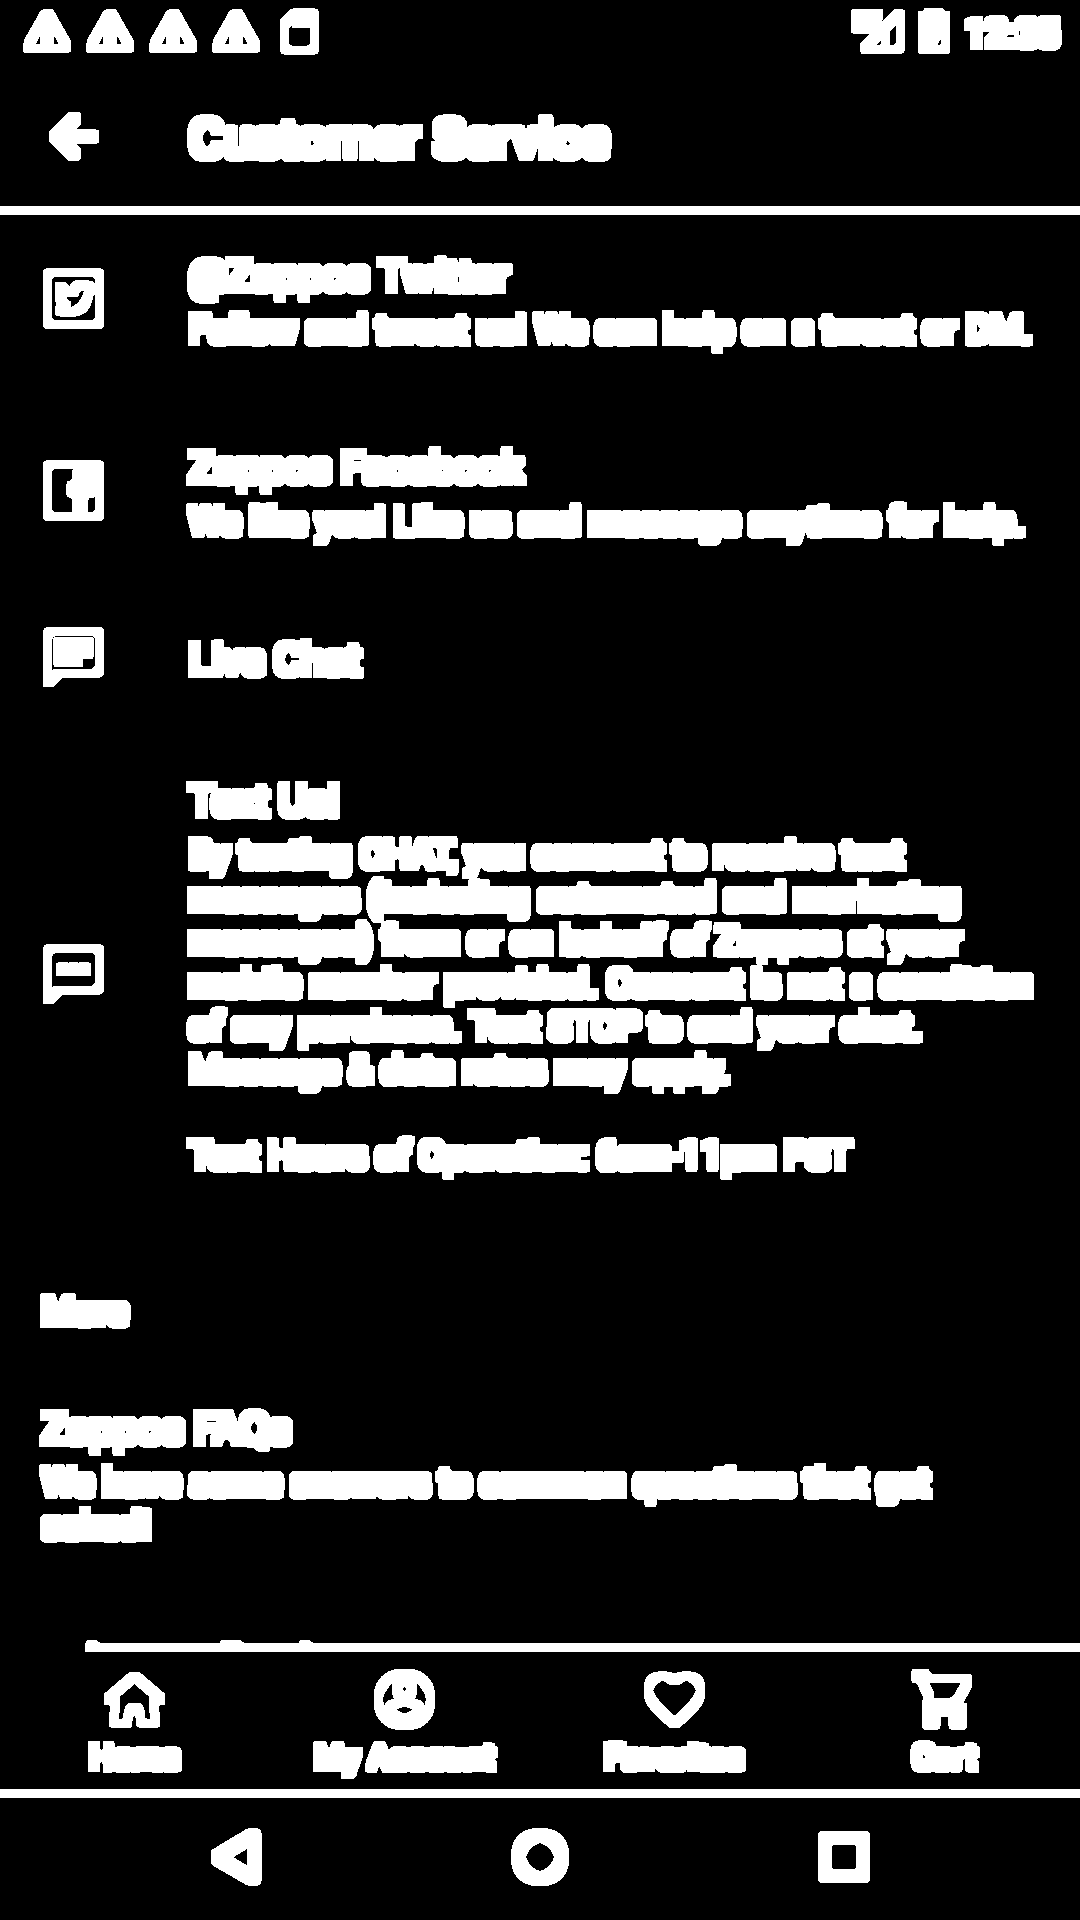 12:35
Customer Service
@Zappos Twitter
Follow and tweet us! We can help on a tweet or DM.
Zappos Facebook
We like you! Like us and message anytime for help.
Live Chat
Text Us!
By texting CHAT, you consent to receive text
messages (including automated and marketing
messages) from or on behalf of Zappos at your
mobile number provided. Consent is not a condition
of any purchase. Text STOP to end your chat.
Message & data rates may apply.
Text Hours of Operation: 6am-11pm PST
More
Zappos FAQs
We have some answers to common questions that get
asked!
Home
My Account
Favorites
Cart